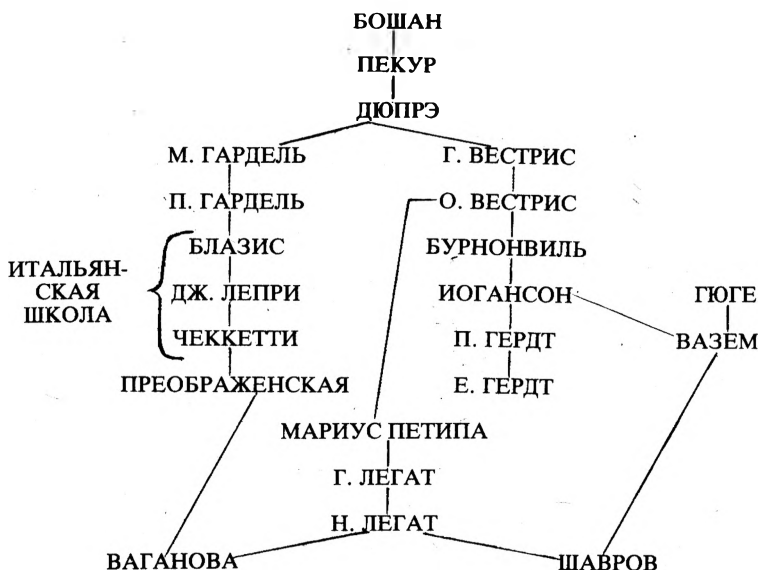 БОШАН
ПЕКУР
ДЮПРЭ
М. ГАРДЕЛЬ
Г. ВЕСТРИС
П. ГАРДЕЛЬ
О. ВЕСТРИС
БЛАЗИС
БУРНОНВИЛЬ
ИТАЛЬЯН-
СКАЯ
ШКОЛА
ДЖ. ЛЕПРИ
ИОГАНСОН
ГЮГЕ
ЧЕККЕТТИ
П. ГЕРДТ
ВАЗЕМ
ПРЕОБРАЖЕНСКАЯ
Е. ГЕРДТ
МАРИУС ПЕТИПА
Г. ЛЕГАТ
Н. ЛЕГАТ
ВАГАНОВА
ШАВРОВ